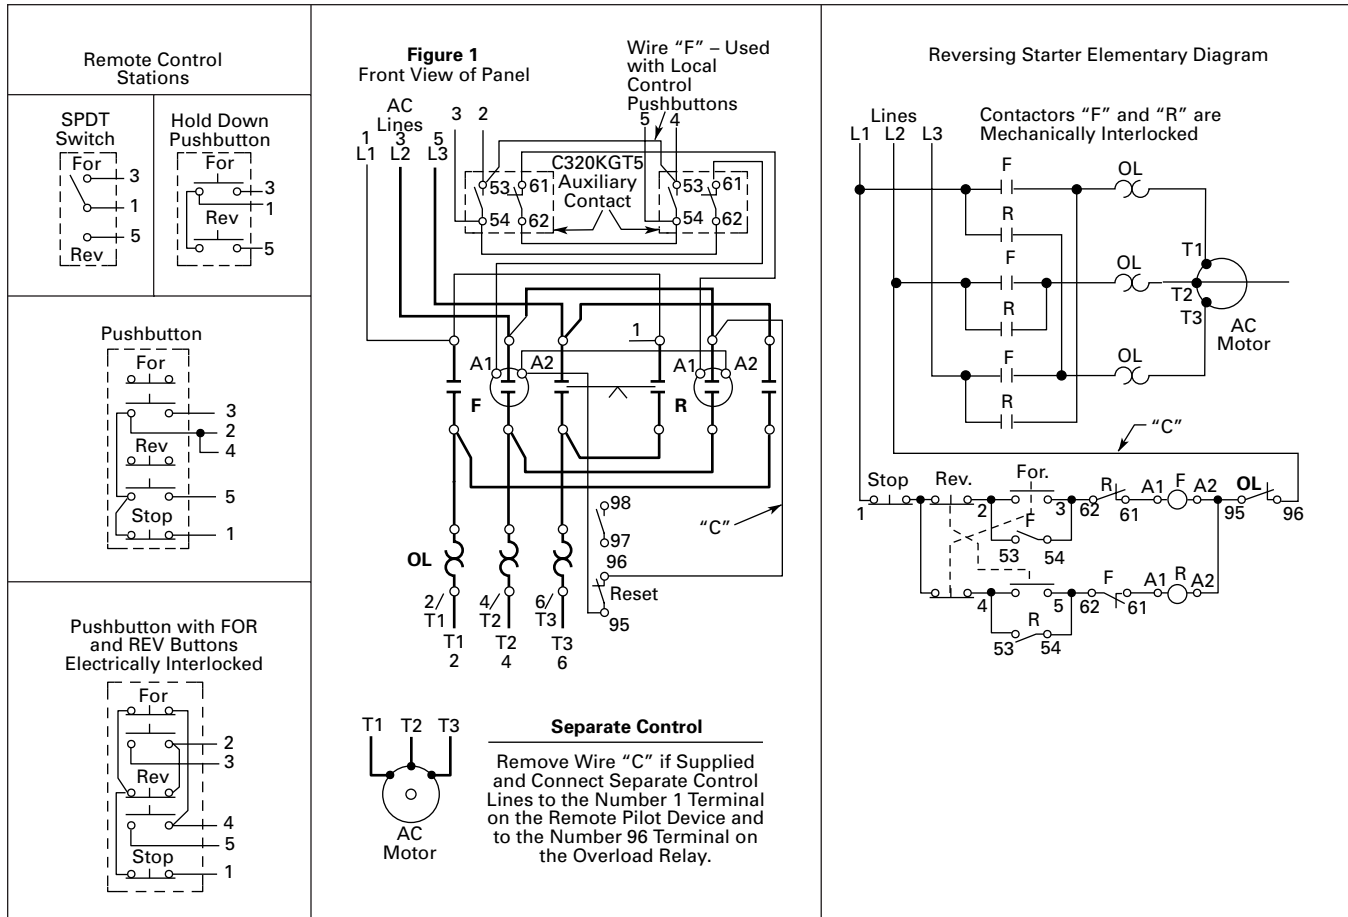 Remote Control
Stations
SPDT
Switch
For
3
1
5
Rev
Hold Down
Pushbutton
For
3
1
Rev
5
Pushbutton
For
3
2
Rev
4
5
Stop
1
Pushbutton with FOR
and REV Buttons
Electrically Interlocked
For
2
3
Rev
4
5
Stop
1
Figure 1
Front View of Panel
Wire “F” – Used
with Local
Control
Pushbuttons
AC
Lines
1 3 5
L1 L2 L3
3 2
5 4
C320KGT5
Auxiliary
Contact
53 61
54 62
53 61
54 62
1
A1 A2
F
A1 A2
R
98
97
“C”
96
OL
Reset
95
2/ 4/ 6/
T1 T2 T3
T1 T2 T3
2 4 6
T1 T2 T3
AC
Motor
Separate Control
Remove Wire “C” if Supplied
and Connect Separate Control
Lines to the Number 1 Terminal
on the Remote Pilot Device and
to the Number 96 Terminal on
the Overload Relay.
Reversing Starter Elementary Diagram
Lines
L1 L2 L3
Contactors “F” and “R” are
Mechanically Interlocked
F OL
R
T1
F OL
T2
R
T3
AC
Motor
F OL
R
“C”
Stop Rev. For. R A1 F A2 OL
1 2 3 62 61 95 96
F
53 54
F A1 R A2
4 5 62 61
R
53 54